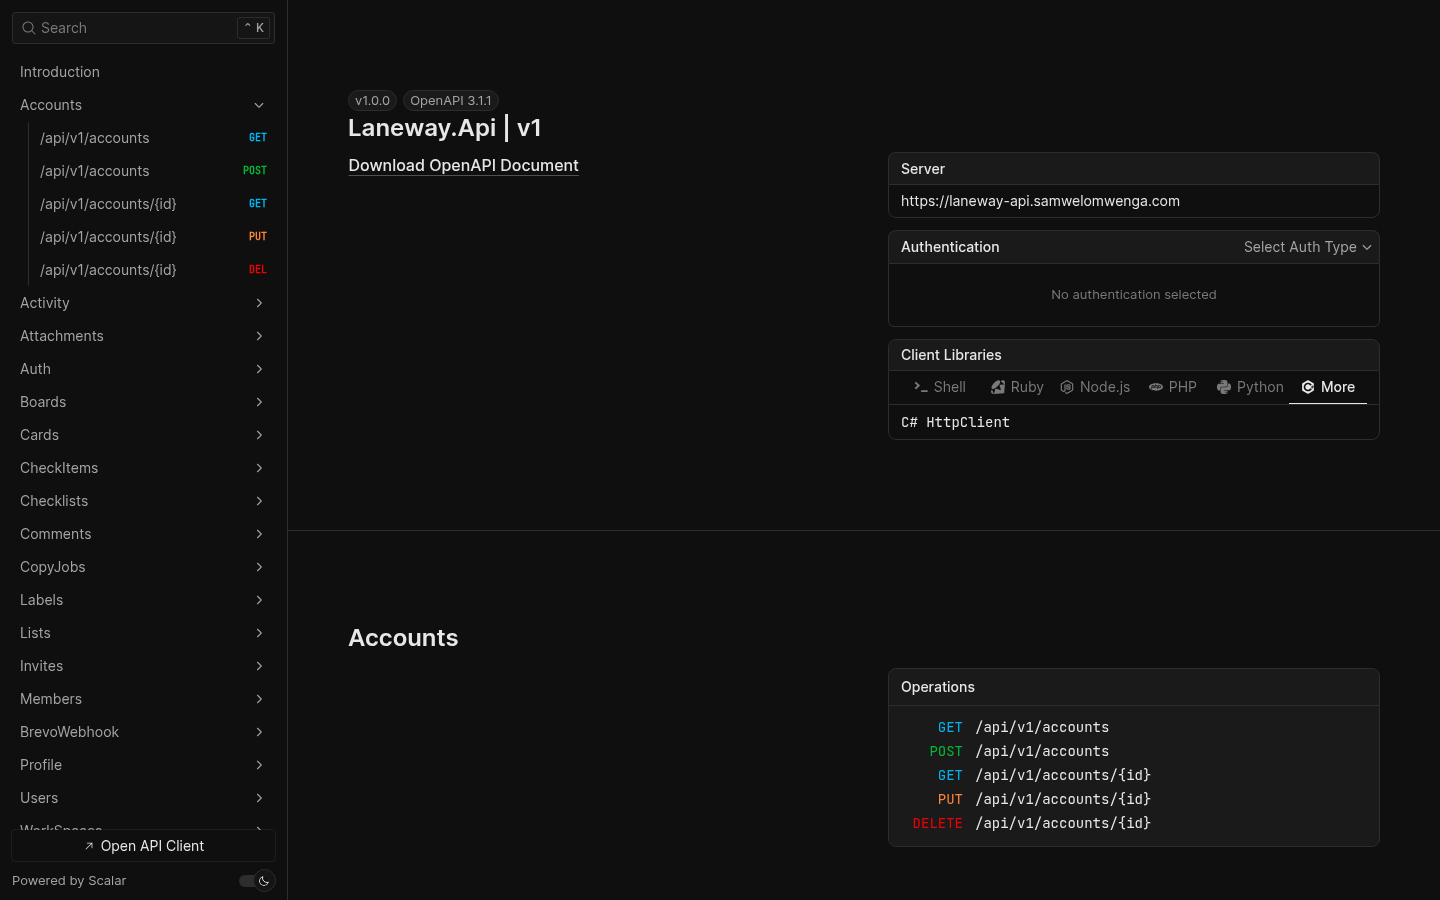 Search
⌃ K
Introduction
Accounts
/api/v1/accounts GET
/api/v1/accounts POST
/api/v1/accounts/{id} GET
/api/v1/accounts/{id} PUT
/api/v1/accounts/{id} DEL
Activity
Attachments
Auth
Boards
Cards
CheckItems
Checklists
Comments
CopyJobs
Labels
Lists
Invites
Members
BrevoWebhook
Profile
Users
WorkSpaces
Open API Client
Powered by Scalar
v1.0.0 OpenAPI 3.1.1
Laneway.Api | v1
Download OpenAPI Document
Server
https://laneway-api.samwelomwenga.com
Authentication Select Auth Type
No authentication selected
Client Libraries
Shell Ruby Node.js PHP Python More
C# HttpClient
Accounts
Operations
GET /api/v1/accounts
POST /api/v1/accounts
GET /api/v1/accounts/{id}
PUT /api/v1/accounts/{id}
DELETE /api/v1/accounts/{id}